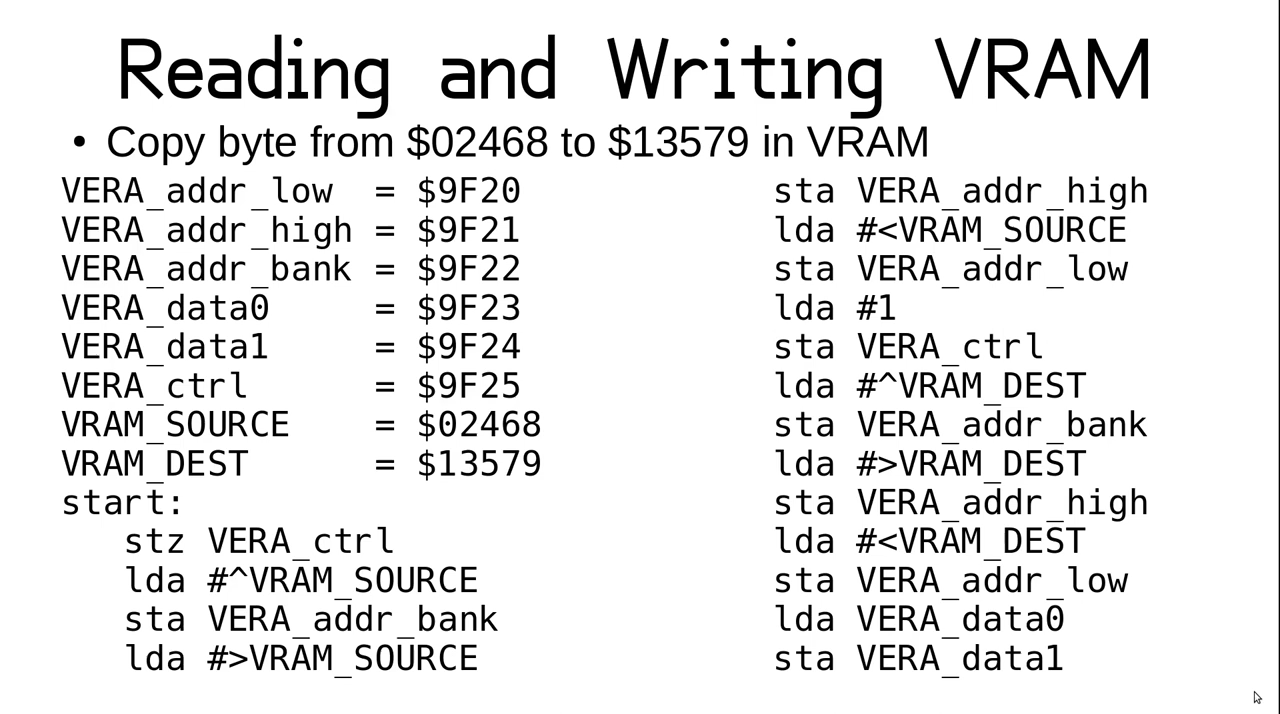 Reading and Writing VRAM
• Copy byte from $02468 to $13579 in VRAM
VERA_addr_low  = $9F20
VERA_addr_high = $9F21
VERA_addr_bank = $9F22
VERA_data0     = $9F23
VERA_data1     = $9F24
VERA_ctrl      = $9F25
VRAM_SOURCE    = $02468
VRAM_DEST      = $13579
start:
   stz VERA_ctrl
   lda #^VRAM_SOURCE
   sta VERA_addr_bank
   lda #>VRAM_SOURCE
sta VERA_addr_high
lda #<VRAM_SOURCE
sta VERA_addr_low
lda #1
sta VERA_ctrl
lda #^VRAM_DEST
sta VERA_addr_bank
lda #>VRAM_DEST
sta VERA_addr_high
lda #<VRAM_DEST
sta VERA_addr_low
lda VERA_data0
sta VERA_data1